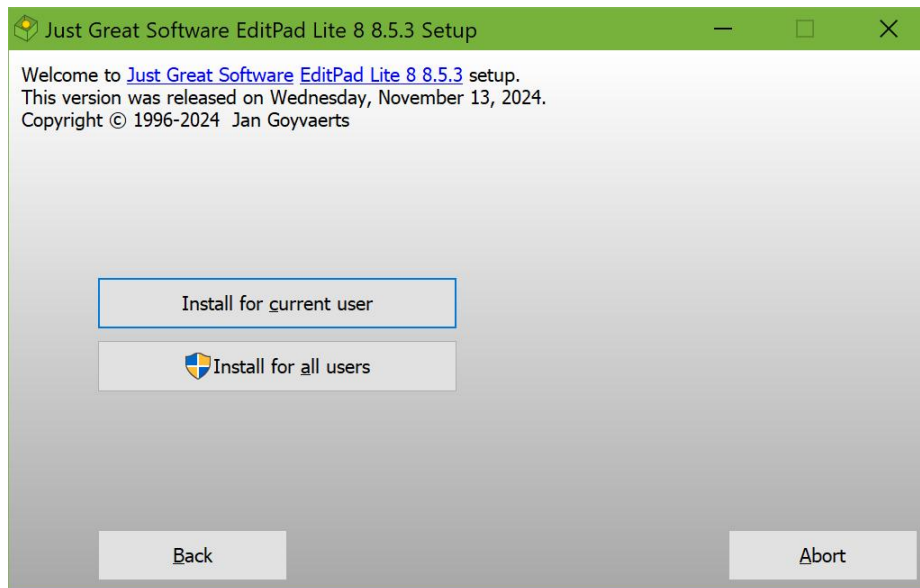 Just Great Software EditPad Lite 8 8.5.3 Setup
Welcome to Just Great Software EditPad Lite 8 8.5.3 setup.
This version was released on Wednesday, November 13, 2024.
Copyright © 1996-2024  Jan Goyvaerts
Install for current user
Install for all users
Back
Abort